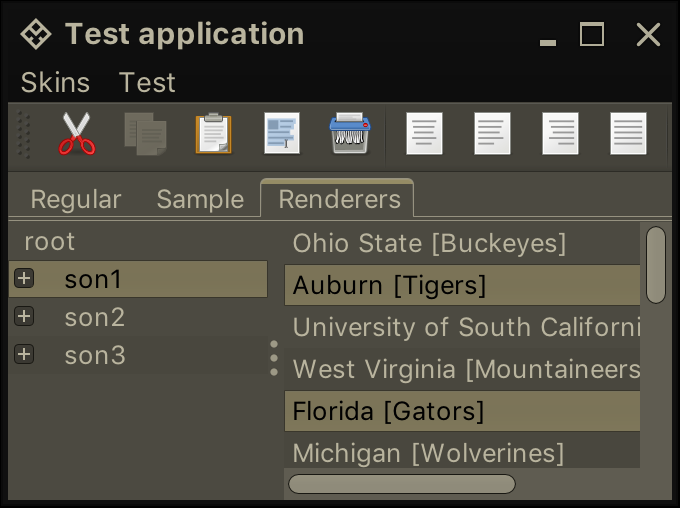 Test application
Skins Test
Regular Sample Renderers
root
son1
son2
son3
Ohio State [Buckeyes]
Auburn [Tigers]
University of South Californi
West Virginia [Mountaineers
Florida [Gators]
Michigan [Wolverines]